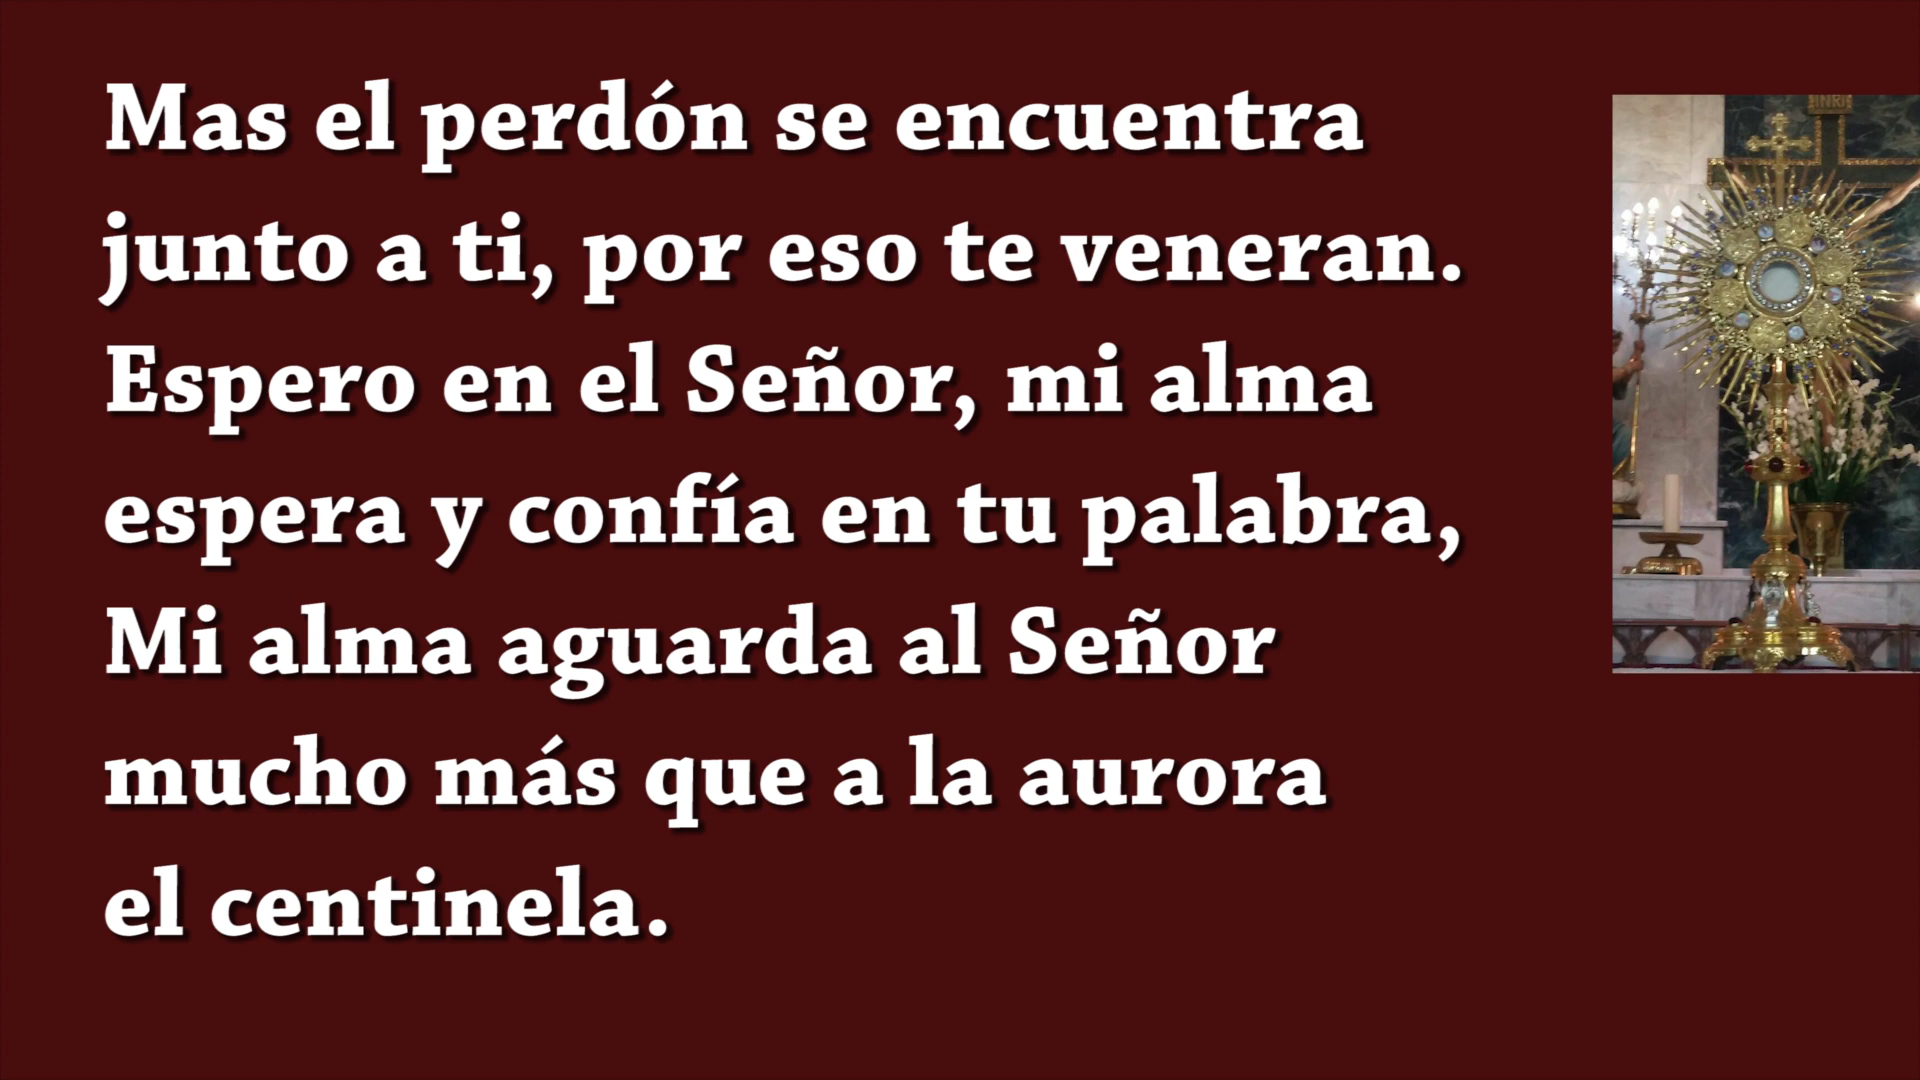 Mas el perdón se encuentra
junto a ti, por eso te veneran.
Espero en el Señor, mi alma
espera y confía en tu palabra,
Mi alma aguarda al Señor
mucho más que a la aurora
el centinela.
INRI